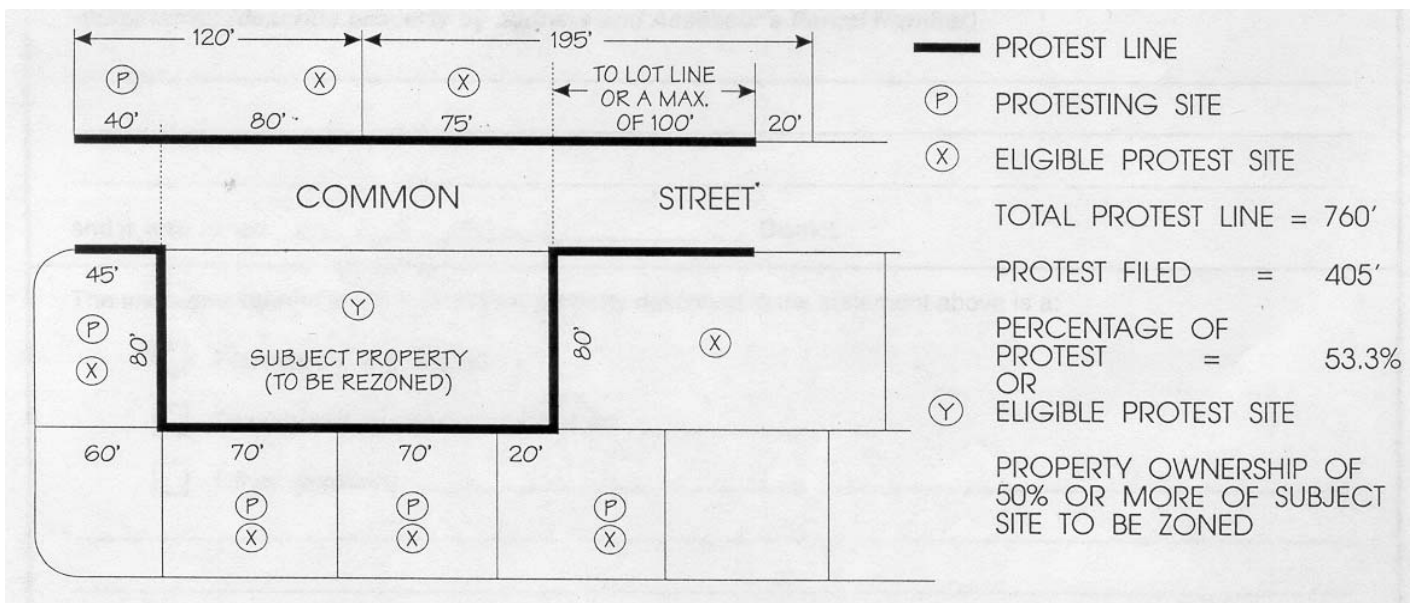 120'
195'
P
X
X
TO LOT LINE
OR A MAX.
OF 100'
40'
80'
75'
20'
COMMON STREET
45'
P
X
80'
Y
SUBJECT PROPERTY
(TO BE REZONED)
80'
X
60'
70'
70'
20'
P
X
P
X
P
X
PROTEST LINE
P PROTESTING SITE
X ELIGIBLE PROTEST SITE
TOTAL PROTEST LINE = 760'
PROTEST FILED = 405'
PERCENTAGE OF
PROTEST = 53.3%
OR
Y ELIGIBLE PROTEST SITE
PROPERTY OWNERSHIP OF
50% OR MORE OF SUBJECT
SITE TO BE ZONED